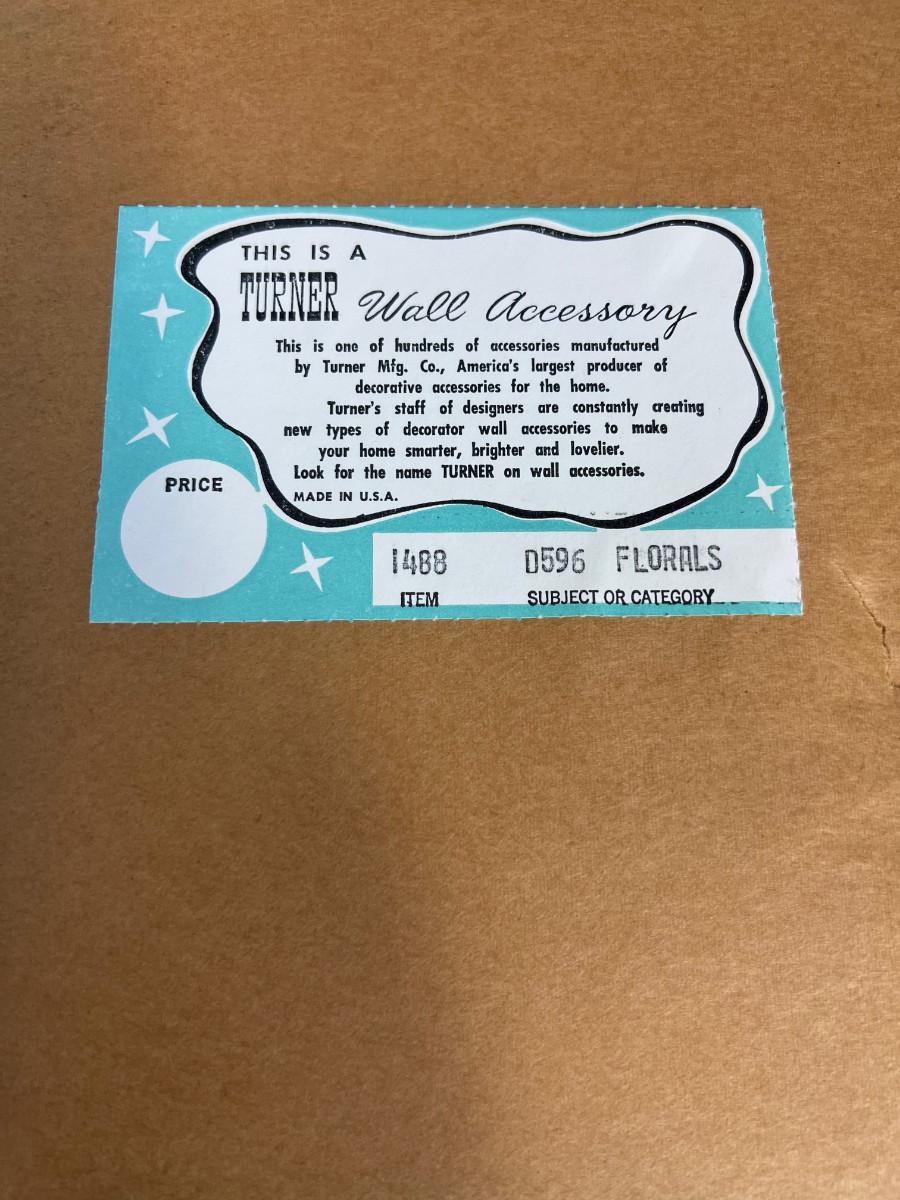 THIS IS A
TURNER Wall Accessory
This is one of hundreds of accessories manufactured
by Turner Mfg. Co., America's largest producer of
decorative accessories for the home.
Turner's staff of designers are constantly creating
new types of decorator wall accessories to make
your home smarter, brighter and lovelier.
Look for the name TURNER on wall accessories.
MADE IN U.S.A.
PRICE
1488 D596 FLORALS
ITEM SUBJECT OR CATEGORY